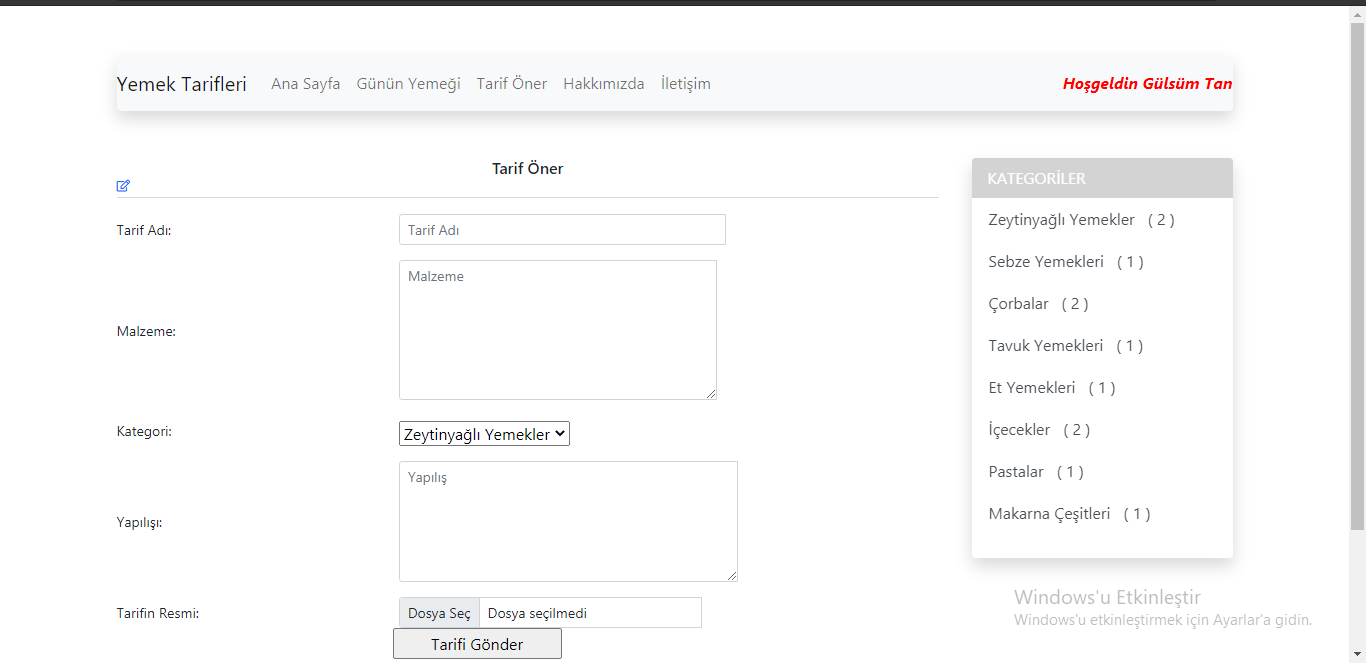 Yemek Tarifleri Ana Sayfa Günün Yemeği Tarif Öner Hakkımızda İletişim Hoşgeldin Gülsüm Tan
Tarif Öner
Tarif Adı: Tarif Adı
Malzeme
Malzeme:
Kategori: Zeytinyağlı Yemekler
Yapılış
Yapılışı:
Tarifin Resmi: Dosya Seç Dosya seçilmedi
Tarifi Gönder
KATEGORİLER
Zeytinyağlı Yemekler ( 2 )
Sebze Yemekleri ( 1 )
Çorbalar ( 2 )
Tavuk Yemekleri ( 1 )
Et Yemekleri ( 1 )
İçecekler ( 2 )
Pastalar ( 1 )
Makarna Çeşitleri ( 1 )
Windows'u Etkinleştir
Windows'u etkinleştirmek için Ayarlar'a gidin.